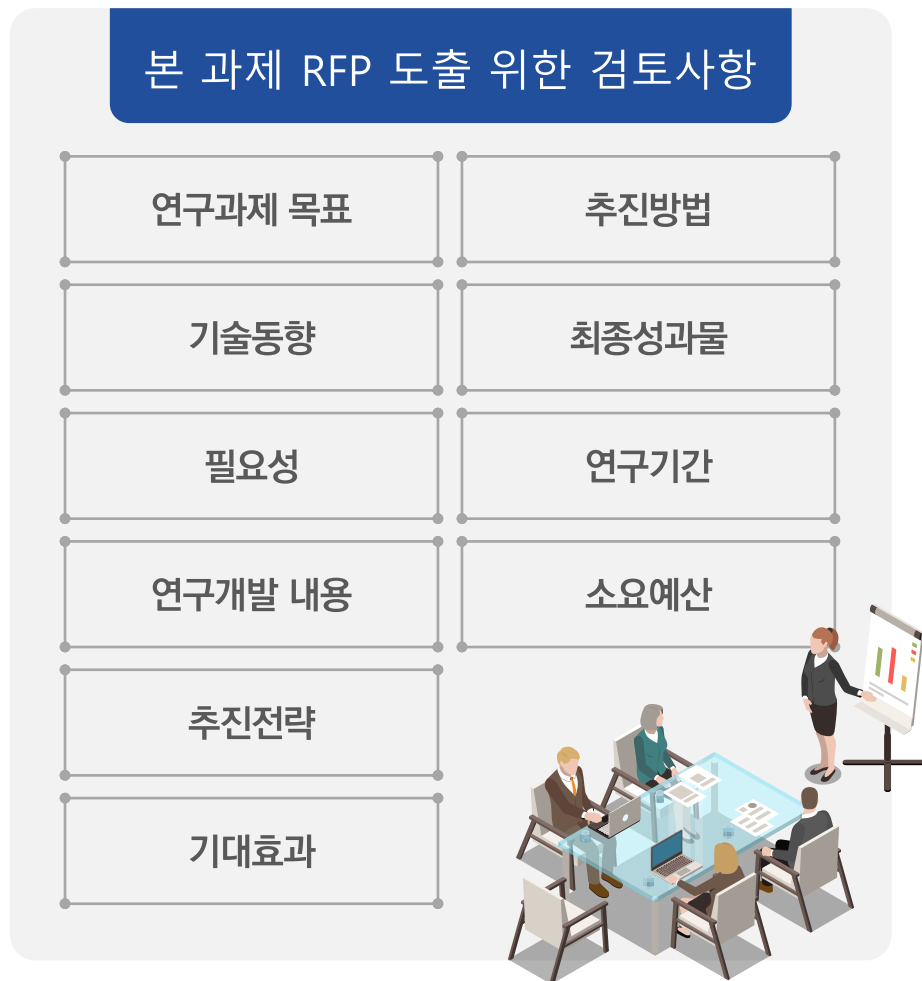 본 과제 RFP 도출 위한 검토사항
연구과제 목표
기술동향
필요성
연구개발 내용
추진전략
기대효과
추진방법
최종성과물
연구기간
소요예산